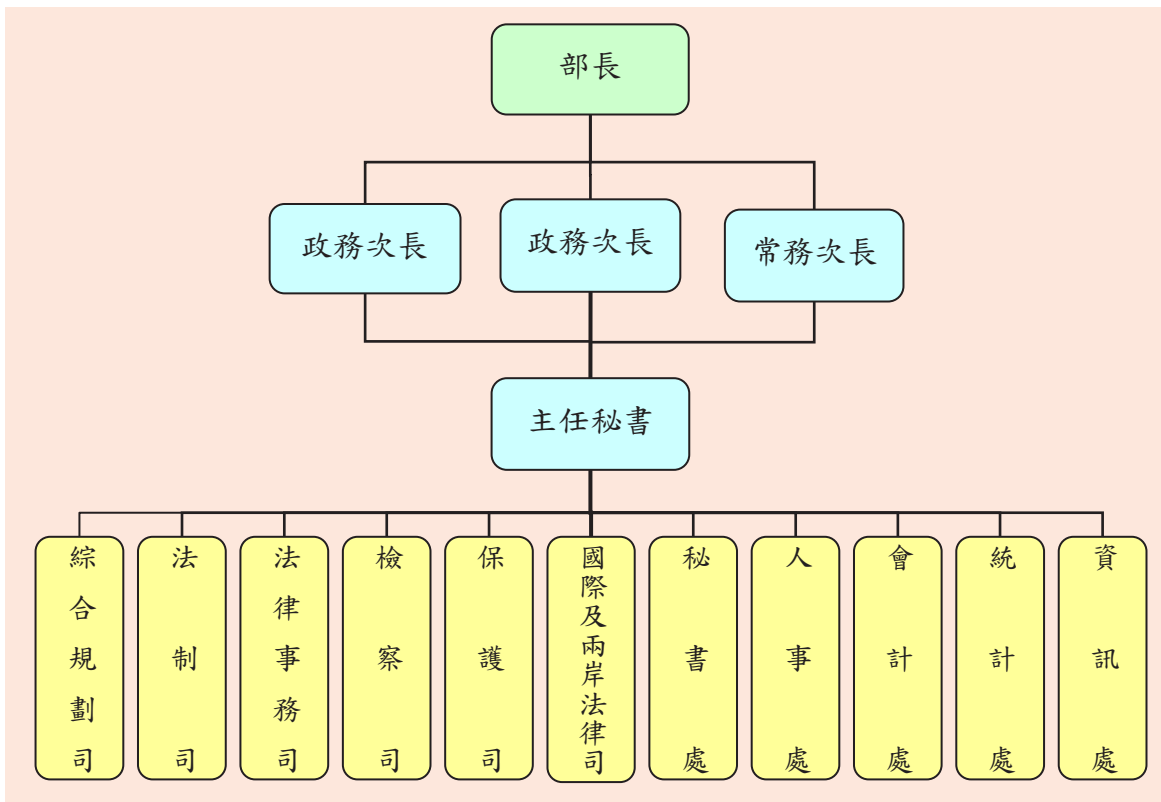 部長
政務次長
政務次長
常務次長
主任秘書
綜合規劃司
法制司
法律事務司
檢察司
保護司
國際及兩岸法律司
秘書處
人事處
會計處
統計處
資訊處